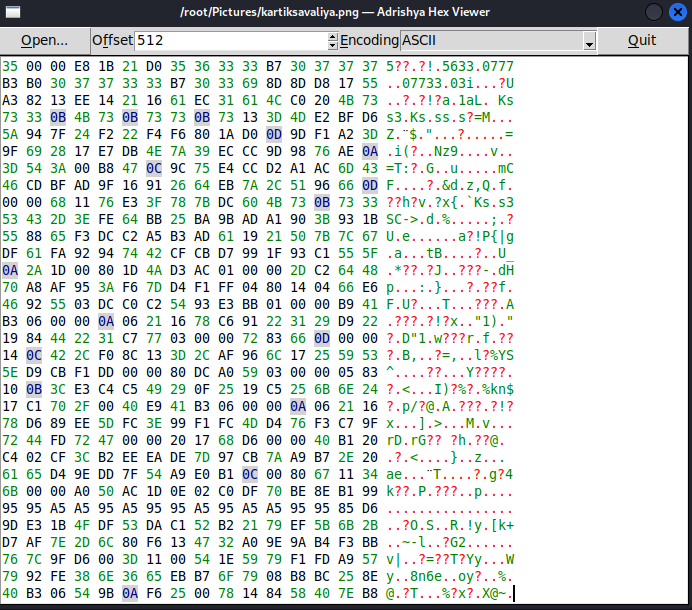 /root/Pictures/kartiksavaliya.png — Adrishya Hex Viewer
Open... Offset 512 Encoding ASCII Quit
35 00 00 E8 1B 21 D0 35 36 33 33 B7 30 37 37 37 5??.?!.5633.0777
B3 B0 30 37 37 33 33 B7 30 33 69 8D 8D D8 17 55 ..07733.03i...?U
A3 82 13 EE 14 21 16 61 EC 31 61 4C C0 20 4B 73 ..?.?!?a.1aL. Ks
73 33 0B 4B 73 0B 73 73 0B 73 13 3D 4D E2 BF D6 s3.Ks.ss.s?=M...
5A 94 7F 24 F2 22 F4 F6 80 1A D0 0D 9D F1 A2 3D Z.¨$."...?.....=
9F 69 28 17 E7 DB 4E 7A 39 EC CC 9D 98 76 AE 0A .i(?..Nz9....v..
3D 54 3A 00 B8 47 0C 9C 75 E4 CC D2 A1 AC 6D 43 =T:?.G..u.....mC
46 CD BF AD 9F 16 91 26 64 EB 7A 2C 51 96 66 0D F....?.&d.z,Q.f.
00 00 68 11 76 E3 3F 78 7B DC 60 4B 73 0B 73 33 ??h?v.?x{.`Ks.s3
53 43 2D 3E FE 64 BB 25 BA 9B AD A1 90 3B 93 1B SC->.d.%.....;.?
55 88 65 F3 DC C2 A5 B3 AD 61 19 21 50 7B 7C 67 U.e......a?!P{|g
DF 61 FA 92 94 74 42 CF CB D7 99 1F 93 C1 55 5F .a...tB....?..U_
0A 2A 1D 00 80 1D 4A D3 AC 01 00 00 2D C2 64 48 .*??.?J..???-.dH
70 A8 AF 95 3A F6 7D D4 F1 FF 04 80 14 04 66 E6 p...:.}...?.??f.
46 92 55 03 DC C0 C2 54 93 E3 BB 01 00 00 B9 41 F.U?...T...???.A
B3 06 00 00 0A 06 21 16 78 C6 91 22 31 29 D9 22 .???.?!?x.."1)."
19 84 44 22 31 C7 77 03 00 00 72 83 66 0D 00 00 ?.D"1.w???r.f.??
14 0C 42 2C F0 8C 13 3D 2C AF 96 6C 17 25 59 53 ?.B,..?=,..l?%YS
5E D9 CB F1 DD 00 00 80 DC A0 59 03 00 00 05 83 ^....??...Y????.
10 0B 3C E3 C4 C5 49 29 0F 25 19 C5 25 6B 6E 24 ?.<...I)?%?.%kn$
17 C1 70 2F 00 40 E9 41 B3 06 00 00 0A 06 21 16 ?.p/?@.A.???.?!?
78 D6 89 EE 5D FC 3E 99 F1 FC 4D D4 76 F3 C7 9F x...].>...M.v...
72 44 FD 72 47 00 00 20 17 68 D6 00 00 40 B1 20 rD.rG?? ?h.??@. 
C4 02 CF 3C B2 EE EA DE 7D 97 CB 7A A9 B7 2E 20 .?.<....}..z... 
61 65 D4 9E DD 7F 54 A9 E0 B1 0C 00 80 67 11 34 ae...¨T....?.g?4
6B 00 00 A0 50 AC 1D 0E 02 C0 DF 70 BE 8E B1 99 k??.P.???..p....
95 95 A5 A5 95 A5 95 95 A5 A5 95 A5 95 95 85 D6 ................
9D E3 1B 4F DF 53 DA C1 52 B2 21 79 EF 5B 6B 2B ..?O.S..R.!y.[k+
D7 AF 7E 2D 6C 80 F6 13 47 32 A0 9E 9A B4 F3 BB ..~-l..?G2......
76 7C 9F D6 00 3D 11 00 54 1E 59 79 F1 FD A9 57 v|..?=??T?Yy...W
79 92 FE 38 6E 36 65 EB B7 6F 79 08 B8 BC 25 8E y..8n6e..oy?..%.
40 B3 06 54 9B 0A F6 25 00 78 14 84 58 40 7E B8 @.?T...%?x?.X@~.